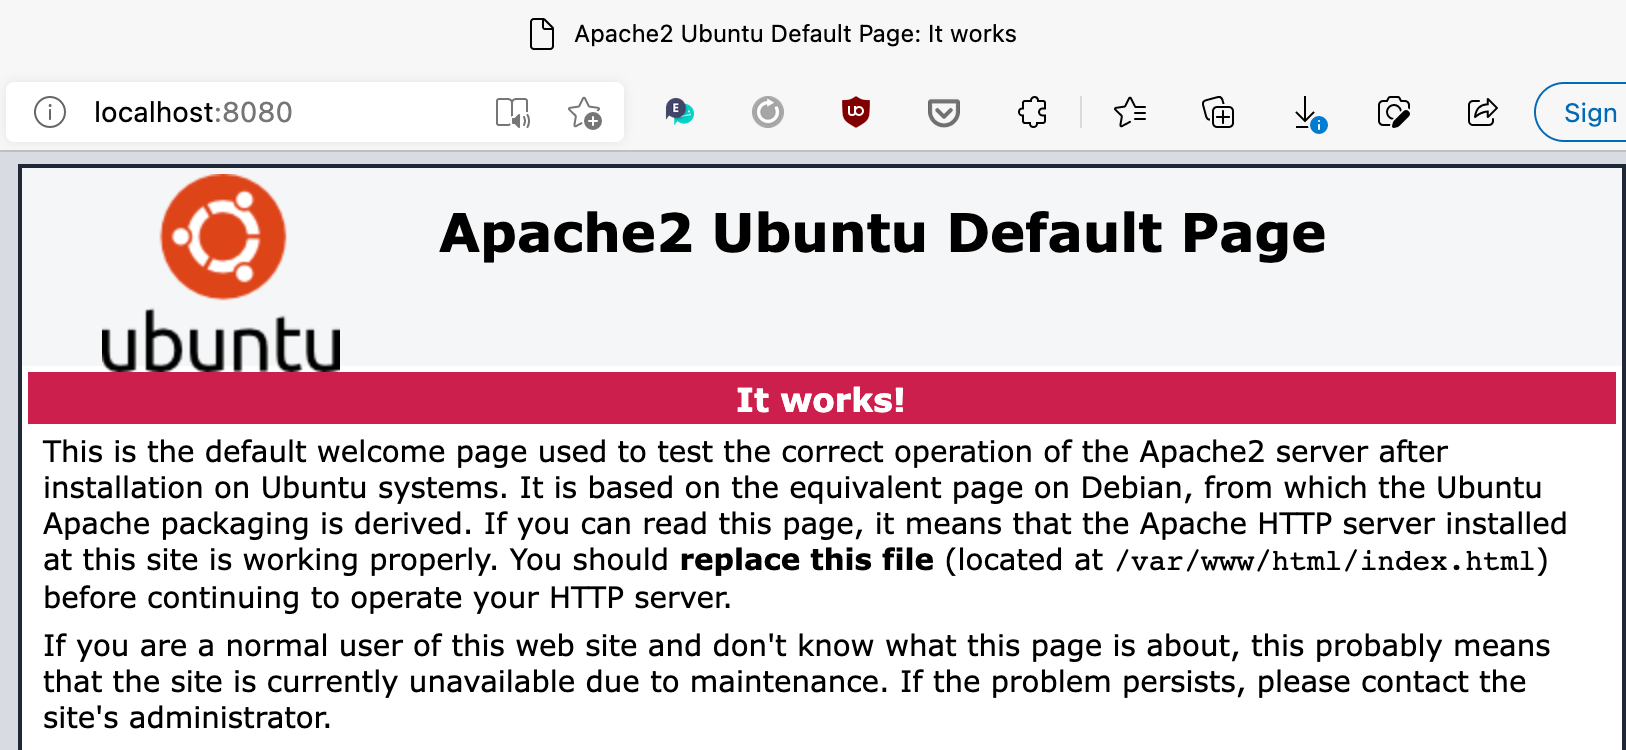 Apache2 Ubuntu Default Page: It works
localhost:8080
E
UO
Sign
ubuntu
Apache2 Ubuntu Default Page
It works!
This is the default welcome page used to test the correct operation of the Apache2 server after
installation on Ubuntu systems. It is based on the equivalent page on Debian, from which the Ubuntu
Apache packaging is derived. If you can read this page, it means that the Apache HTTP server installed
at this site is working properly. You should replace this file (located at /var/www/html/index.html)
before continuing to operate your HTTP server.
If you are a normal user of this web site and don't know what this page is about, this probably means
that the site is currently unavailable due to maintenance. If the problem persists, please contact the
site's administrator.